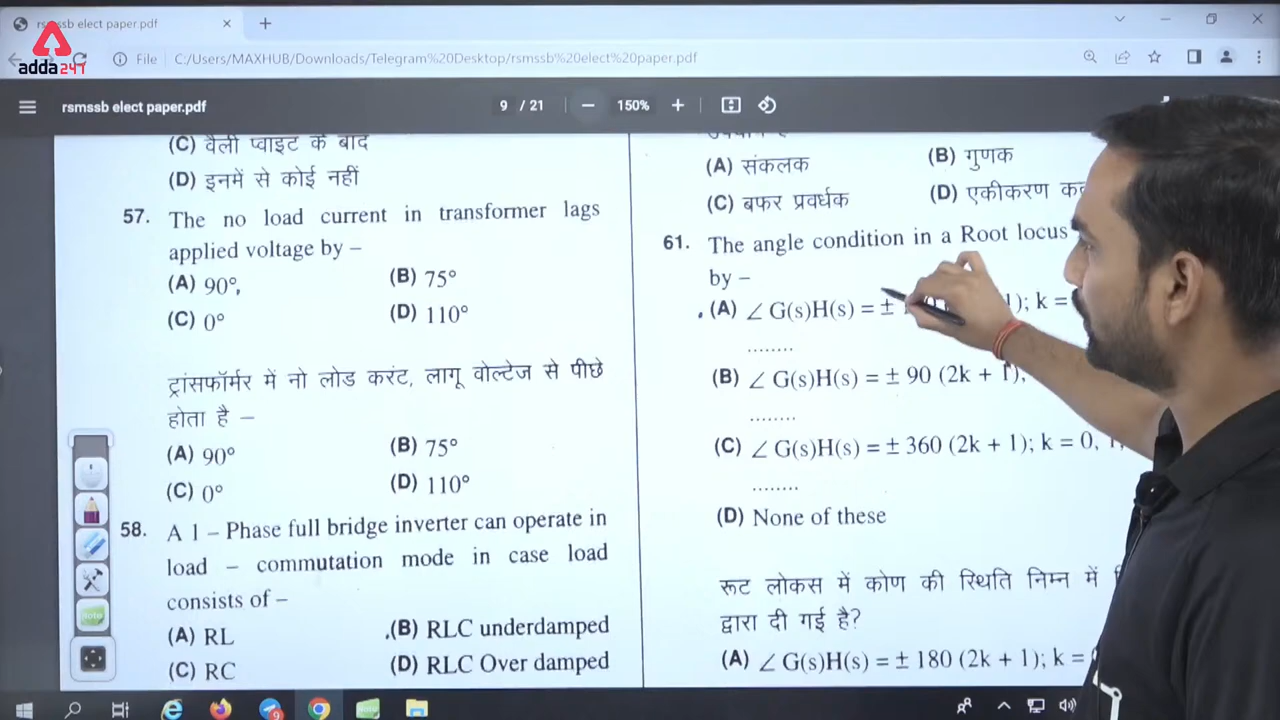 rsmssb elect paper.pdf
adda247
File
C:/Users/MAXHUB/Downloads/Telegram%20Desktop/rsmssb%20elect%20paper.pdf
rsmssb elect paper.pdf
9 / 21
150%
(C) वैली प्वाइट के बाद
(D) इनमें से कोई नहीं
57. The no load current in transformer lags
applied voltage by –
(A) 90°,
(B) 75°
(C) 0°
(D) 110°
ट्रांसफॉर्मर में नो लोड करंट, लागू वोल्टेज से पीछे
होता है –
(A) 90°
(B) 75°
(C) 0°
(D) 110°
58. A 1 – Phase full bridge inverter can operate in
load – commutation mode in case load
consists of –
(A) RL
(B) RLC underdamped
(C) RC
(D) RLC Over damped
(A) संकलक
(B) गुणक
(C) बफर प्रवर्धक
(D) एकीकरण
61. The angle condition in a Root locus
by –
(A) ∠ G(s)H(s) = ± 1); k =
........
(B) ∠ G(s)H(s) = ± 90 (2k + 1),
........
(C) ∠ G(s)H(s) = ± 360 (2k + 1); k = 0, 1,
........
(D) None of these
रूट लोकस में कोण की स्थिति निम्न में
द्वारा दी गई है?
(A) ∠ G(s)H(s) = ± 180 (2k + 1); k =
Note
Note